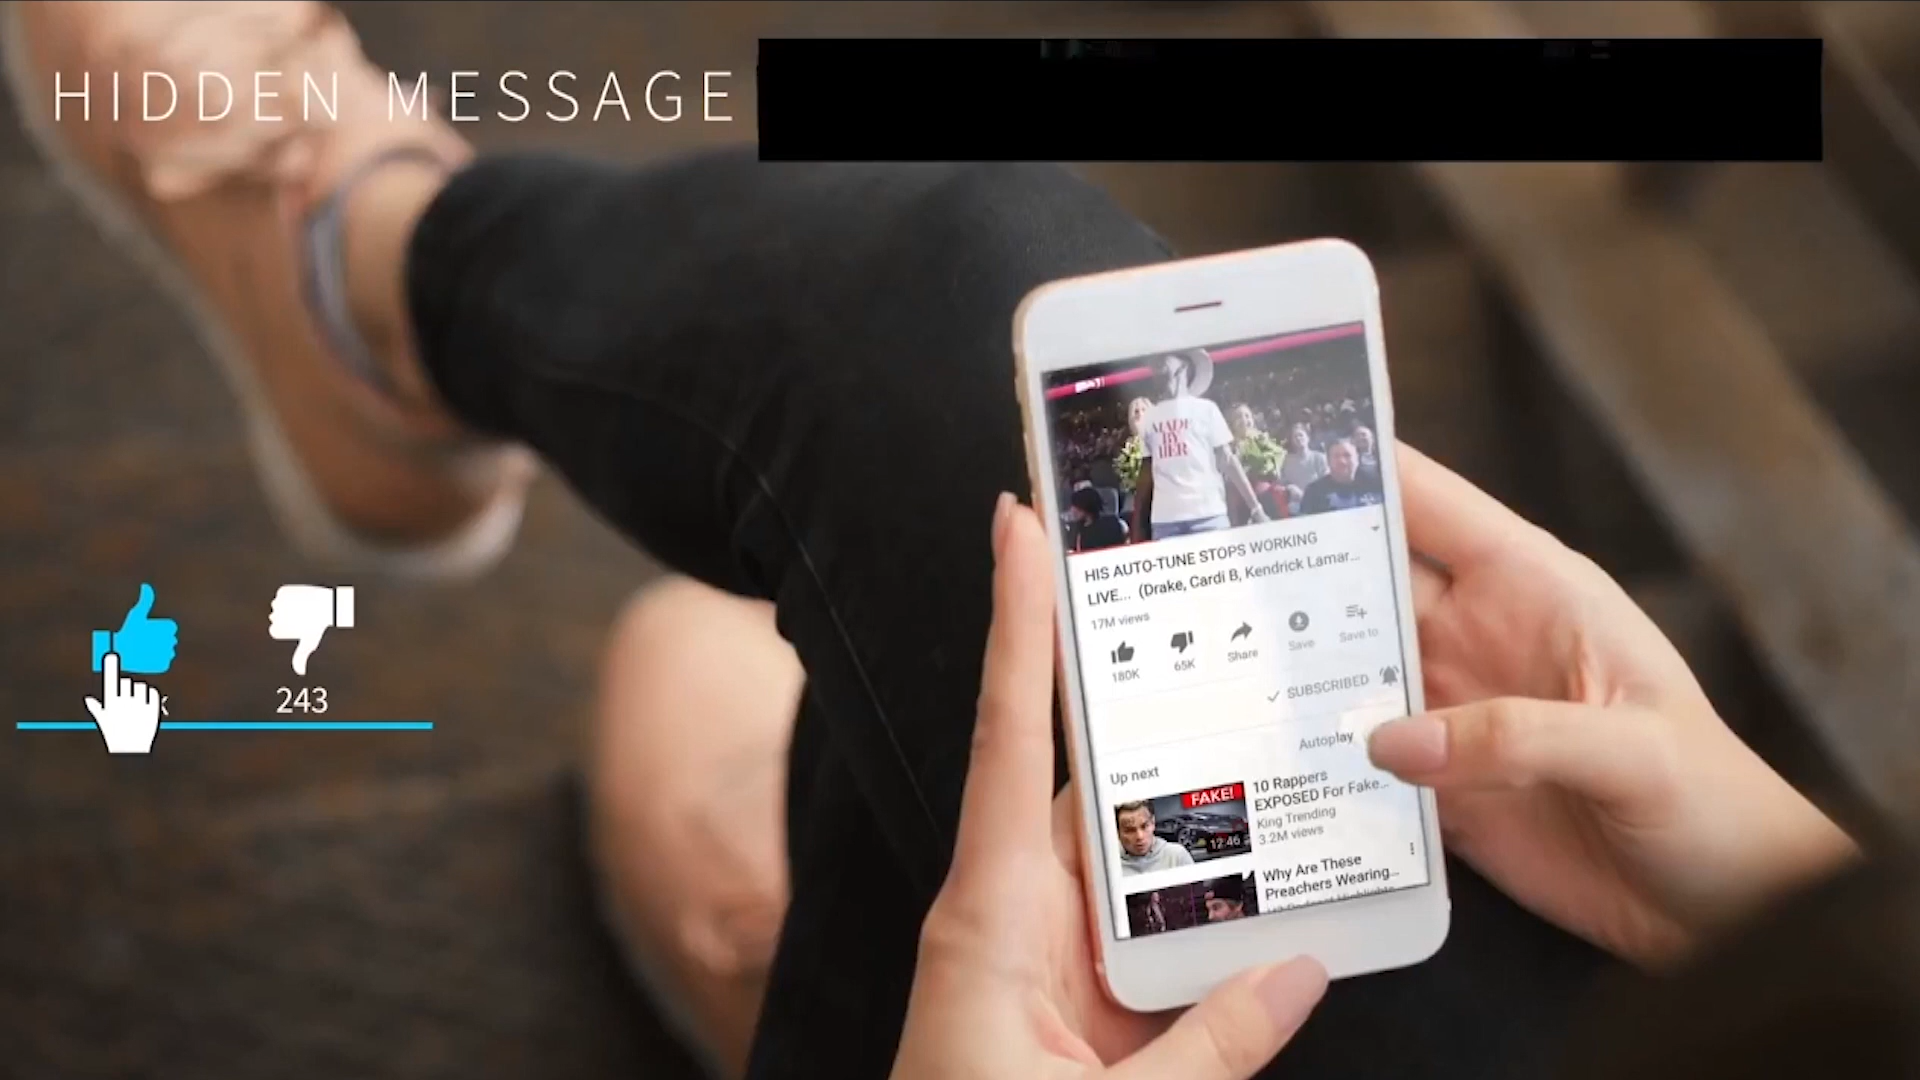 HIDDEN MESSAGE
MADE
BY
HER
HIS AUTO-TUNE STOPS WORKING
LIVE... (Drake, Cardi B, Kendrick Lamar...
17M views
180K
65K
Share
Save
Save to
SUBSCRIBED
Autoplay
Up next
FAKE!
12:46
10 Rappers
EXPOSED For Fake...
King Trending
3.2M views
Why Are These
Preachers Wearing...
243